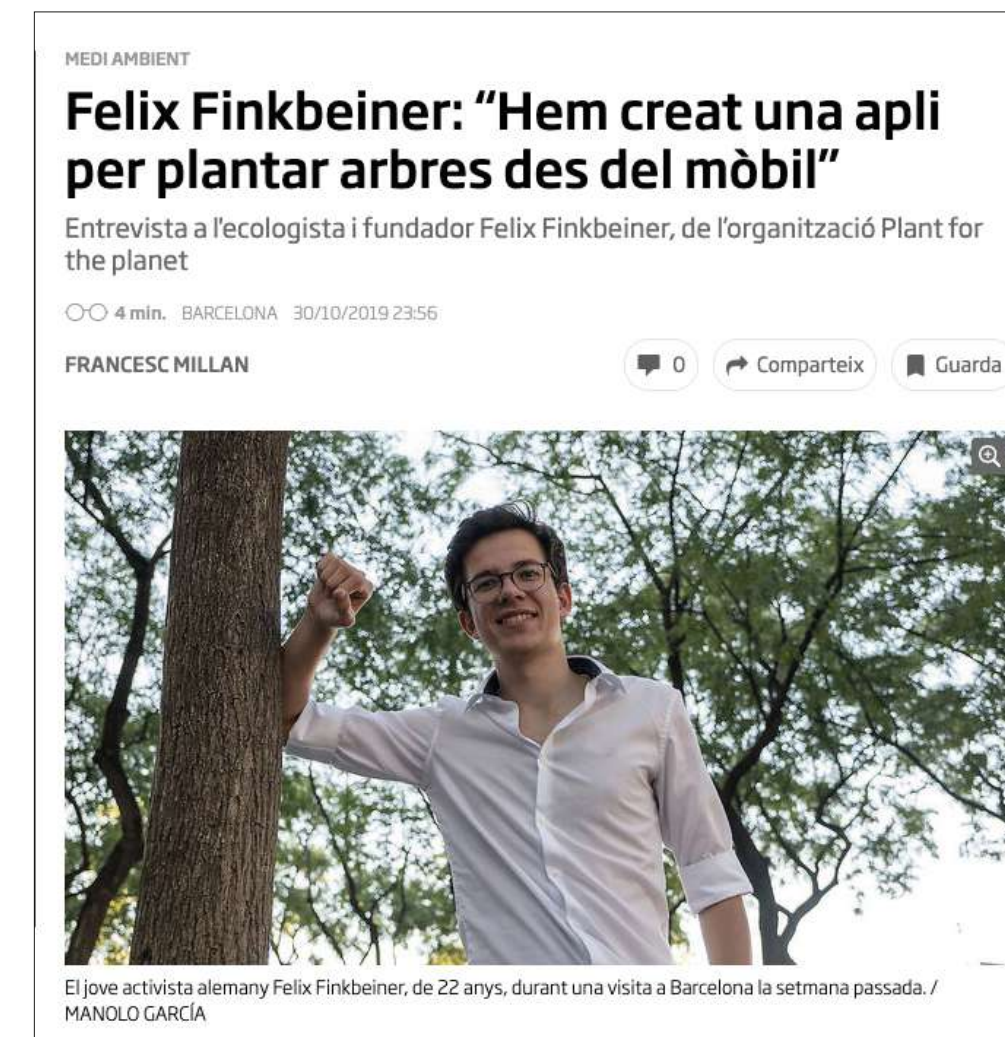 MEDI AMBIENT
Felix Finkbeiner: “Hem creat una apli
per plantar arbres des del mòbil”
Entrevista a l'ecologista i fundador Felix Finkbeiner, de l'organització Plant for
the planet
4 min. BARCELONA 30/10/2019 23:56
FRANCESC MILLAN
0 Comparteix Guarda
El jove activista alemany Felix Finkbeiner, de 22 anys, durant una visita a Barcelona la setmana passada. /
MANOLO GARCÍA